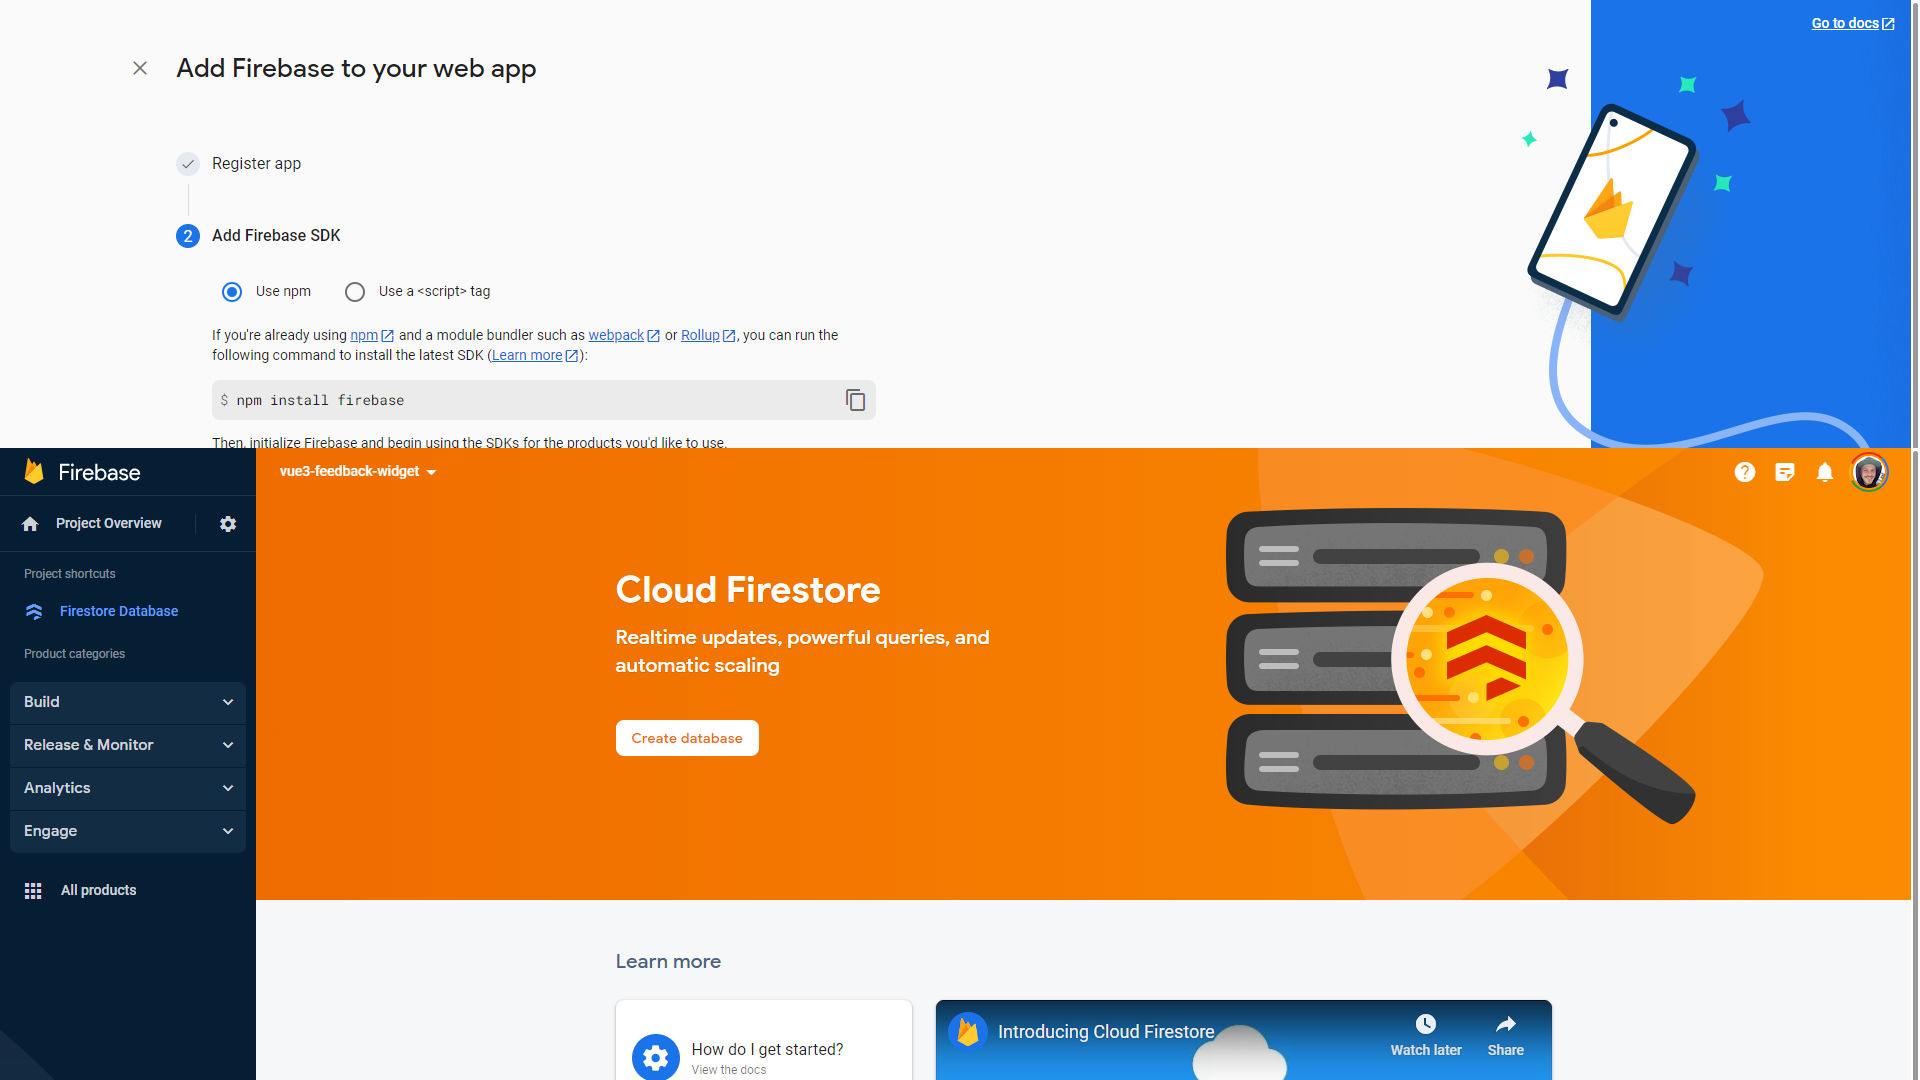 Go to docs
Add Firebase to your web app
Register app
2 Add Firebase SDK
Use npm Use a <script> tag
If you're already using npm and a module bundler such as webpack or Rollup, you can run the
following command to install the latest SDK (Learn more):
$ npm install firebase
Then, initialize Firebase and begin using the SDKs for the products you'd like to use.
Firebase
vue3-feedback-widget
Project Overview
Project shortcuts
Firestore Database
Product categories
Build
Release & Monitor
Analytics
Engage
All products
Cloud Firestore
Realtime updates, powerful queries, and
automatic scaling
Create database
Learn more
How do I get started?
View the docs
Introducing Cloud Firestore
Watch later
Share